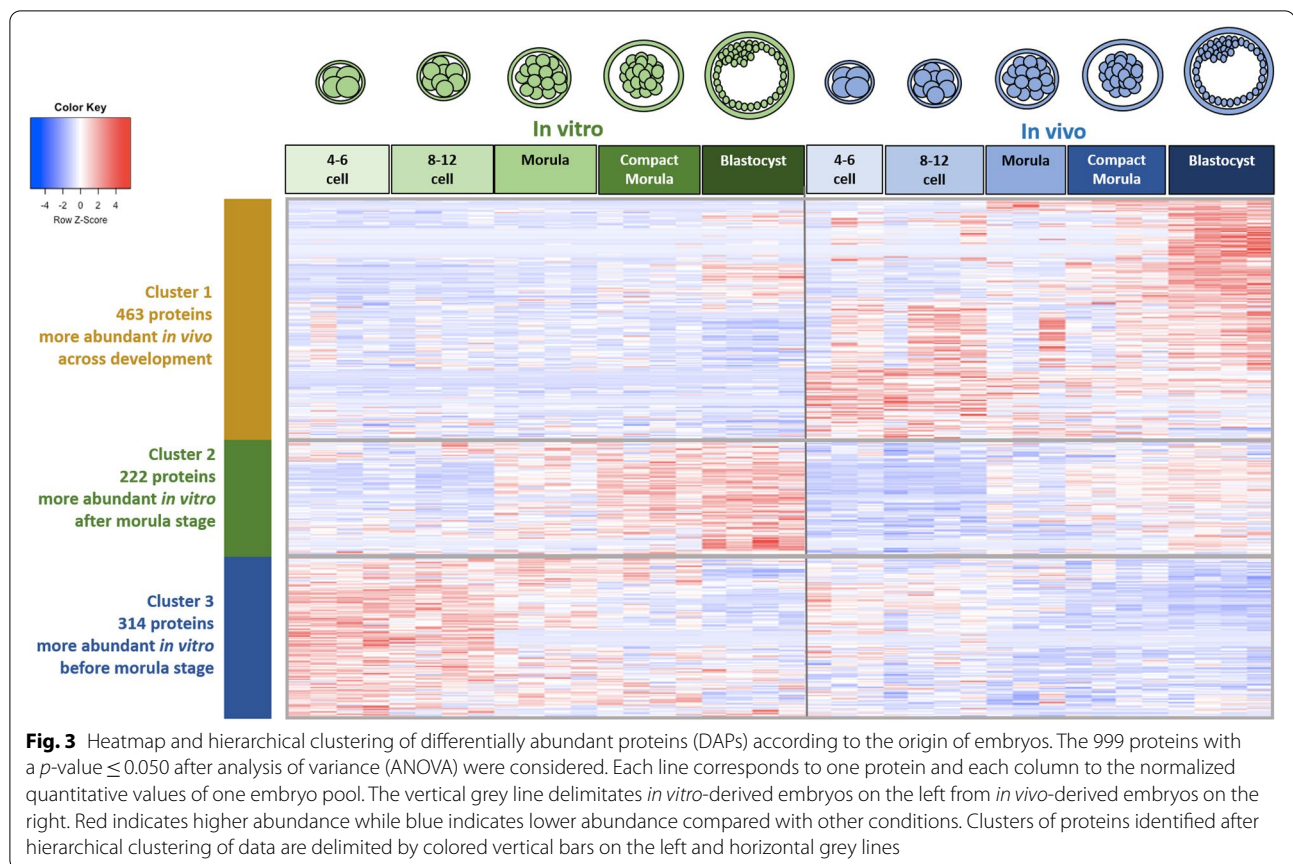 In vitro
In vivo
Color Key
-4 -2 0 2 4
Row Z-Score
4-6
cell
8-12
cell
Morula
Compact
Morula
Blastocyst
4-6
cell
8-12
cell
Morula
Compact
Morula
Blastocyst
Cluster 1
463 proteins
more abundant in vivo
across development
Cluster 2
222 proteins
more abundant in vitro
after morula stage
Cluster 3
314 proteins
more abundant in vitro
before morula stage
Fig. 3 Heatmap and hierarchical clustering of differentially abundant proteins (DAPs) according to the origin of embryos. The 999 proteins with
a p-value ≤ 0.050 after analysis of variance (ANOVA) were considered. Each line corresponds to one protein and each column to the normalized
quantitative values of one embryo pool. The vertical grey line delimitates in vitro-derived embryos on the left from in vivo-derived embryos on the
right. Red indicates higher abundance while blue indicates lower abundance compared with other conditions. Clusters of proteins identified after
hierarchical clustering of data are delimited by colored vertical bars on the left and horizontal grey lines